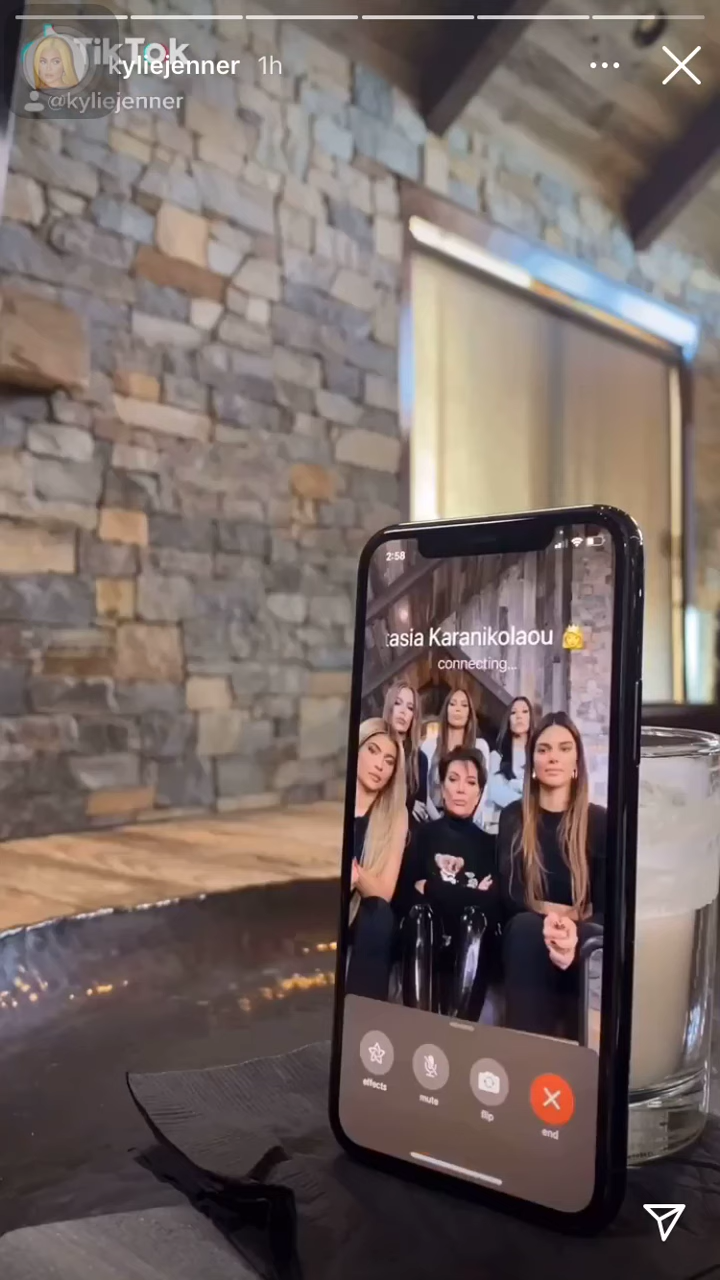 TikTok
kyliejenner 1h
@kyliejenner
2:58
tasia Karanikolaou 👸
connecting...
effects
mute
flip
end